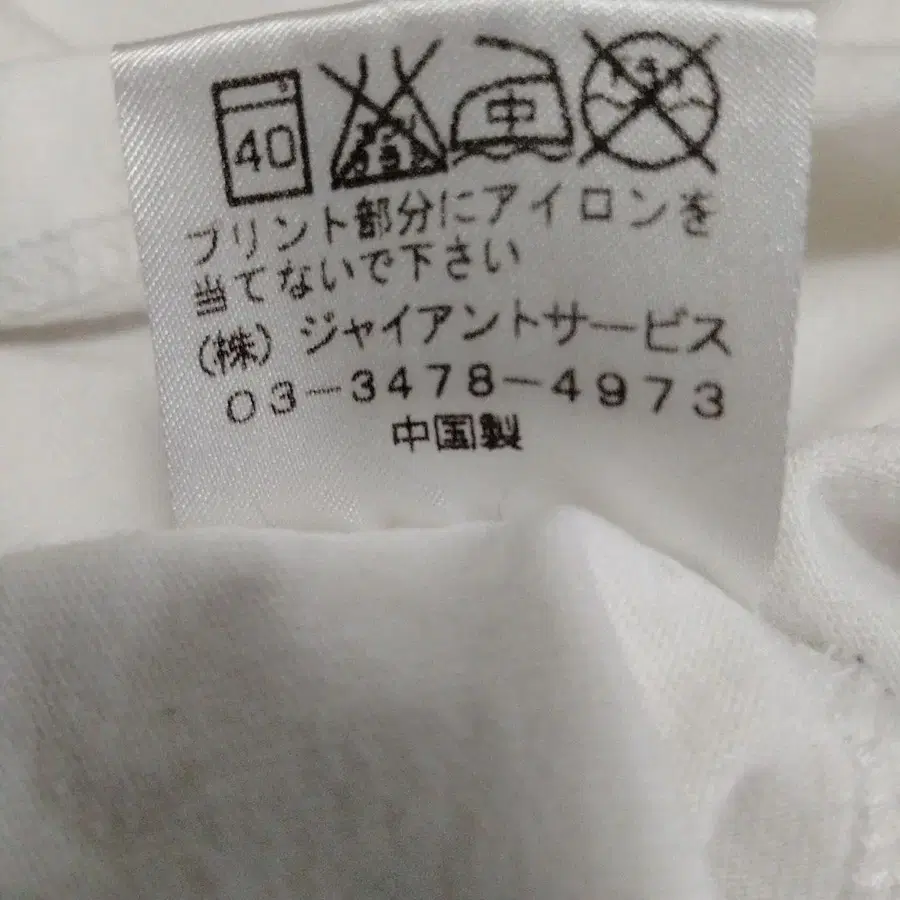 40 中
プリント部分にアイロンを
当てないで下さい
(株) ジャイアントサービス
03-3478-4973
中国製